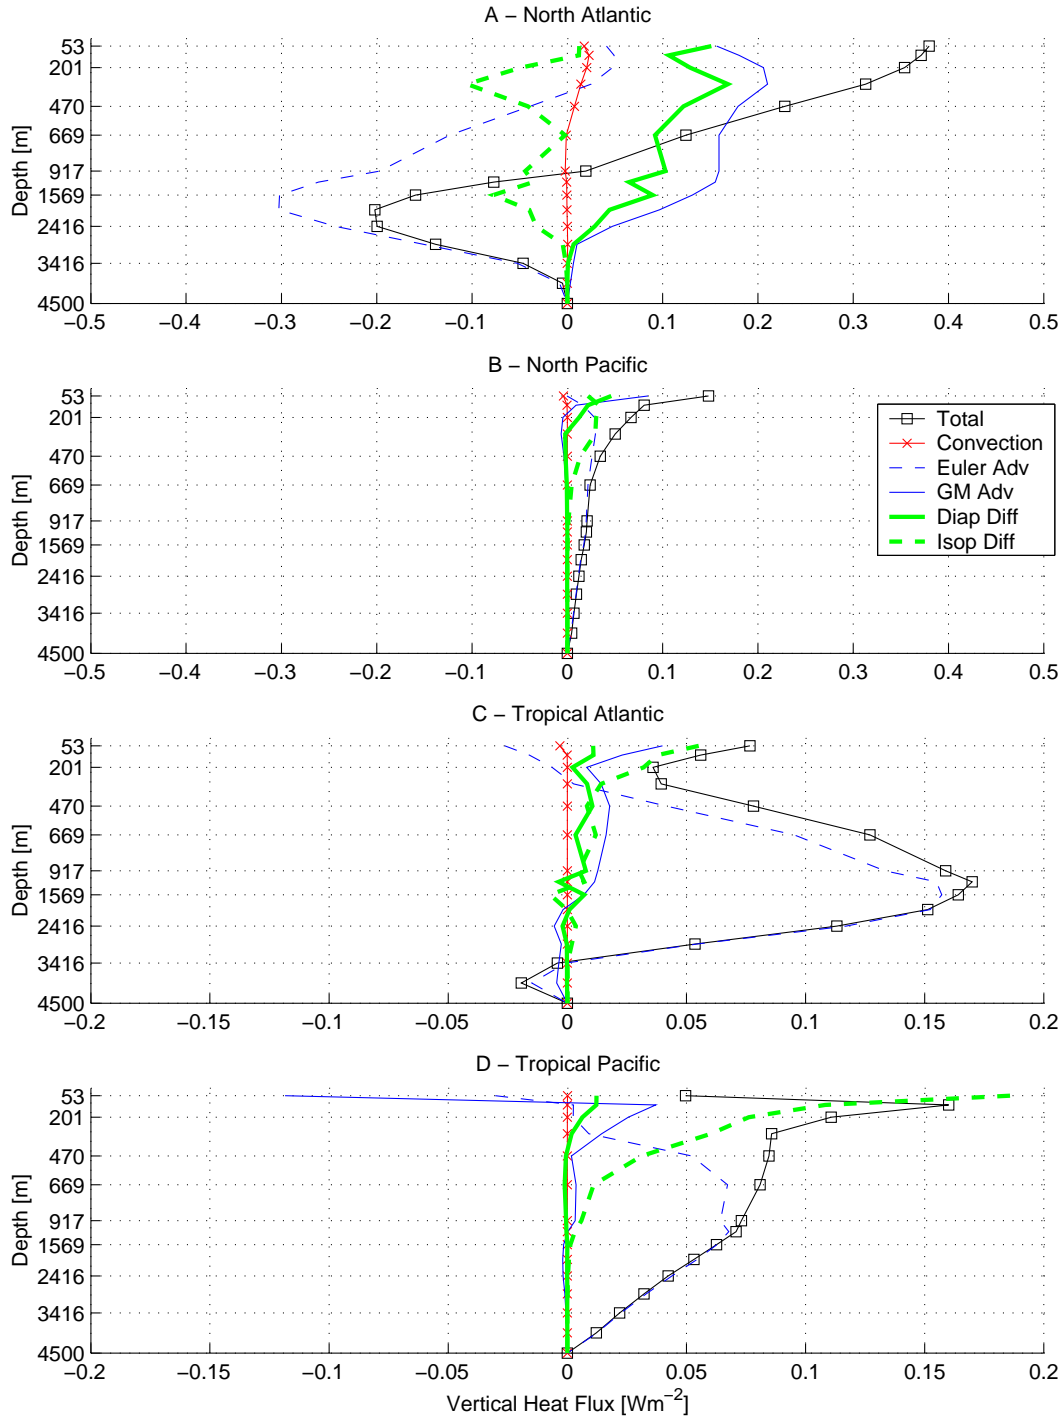 A − North Atlantic
Depth [m]
53
201
470
669
917
1569
2416
3416
4500
−0.5 −0.4 −0.3 −0.2 −0.1 0 0.1 0.2 0.3 0.4 0.5
B − North Pacific
Depth [m]
53
201
470
669
917
1569
2416
3416
4500
Total
Convection
Euler Adv
GM Adv
Diap Diff
Isop Diff
−0.5 −0.4 −0.3 −0.2 −0.1 0 0.1 0.2 0.3 0.4 0.5
C − Tropical Atlantic
Depth [m]
53
201
470
669
917
1569
2416
3416
4500
−0.2 −0.15 −0.1 −0.05 0 0.05 0.1 0.15 0.2
D − Tropical Pacific
Depth [m]
53
201
470
669
917
1569
2416
3416
4500
−0.2 −0.15 −0.1 −0.05 0 0.05 0.1 0.15 0.2
Vertical Heat Flux [Wm−2]